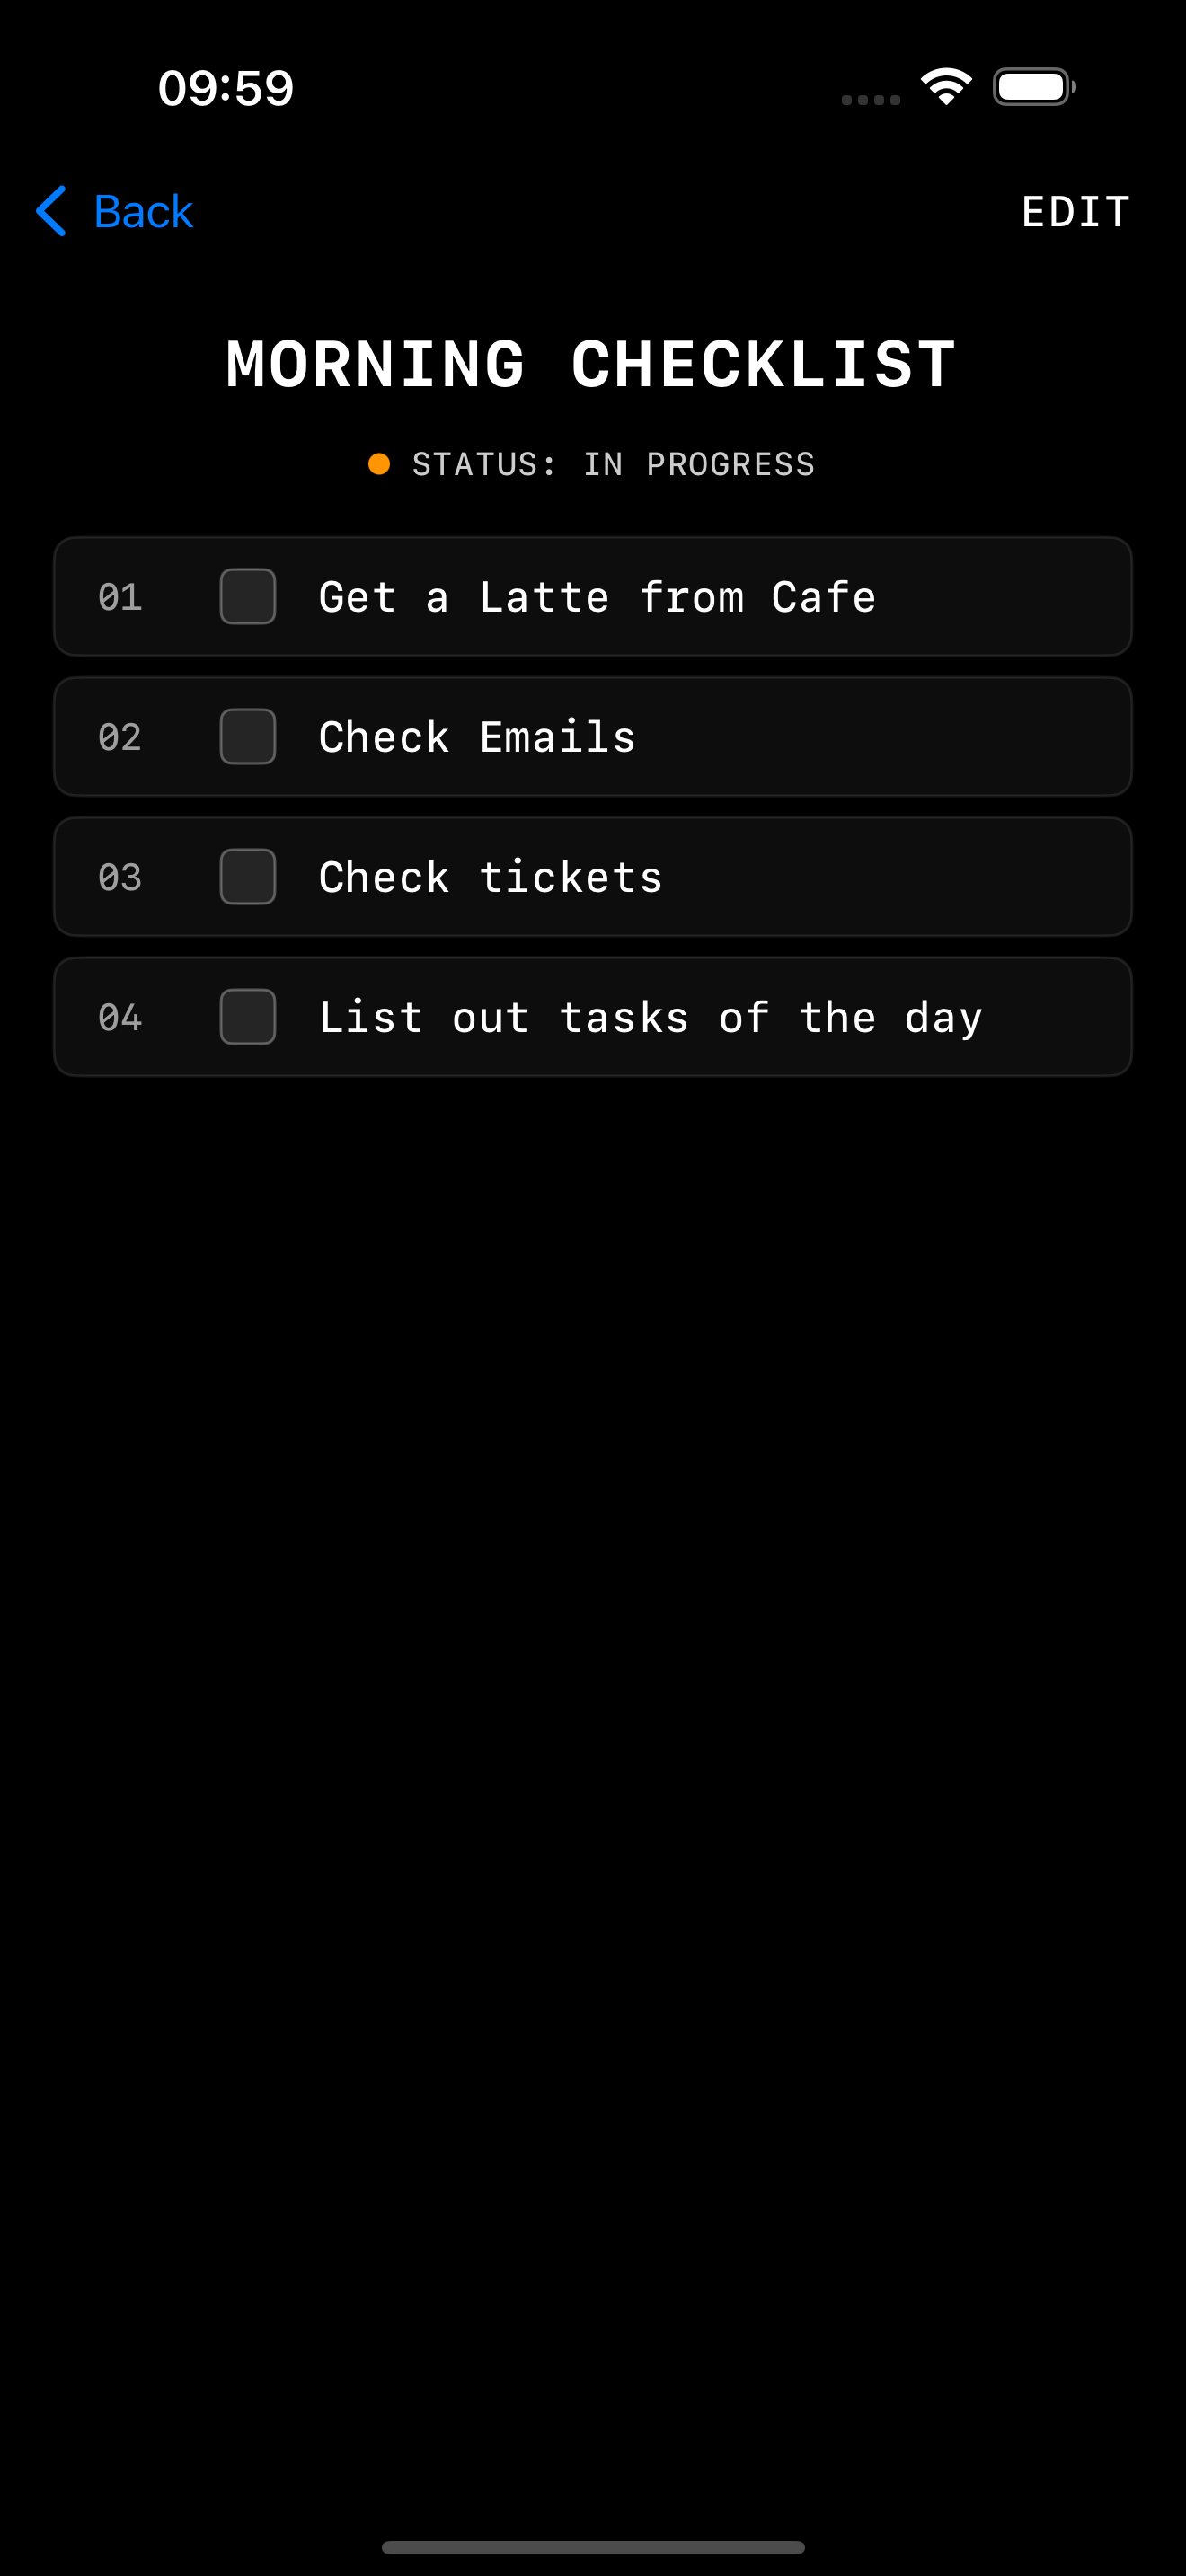 09:59
Back
EDIT
MORNING CHECKLIST
STATUS: IN PROGRESS
01 Get a Latte from Cafe
02 Check Emails
03 Check tickets
04 List out tasks of the day